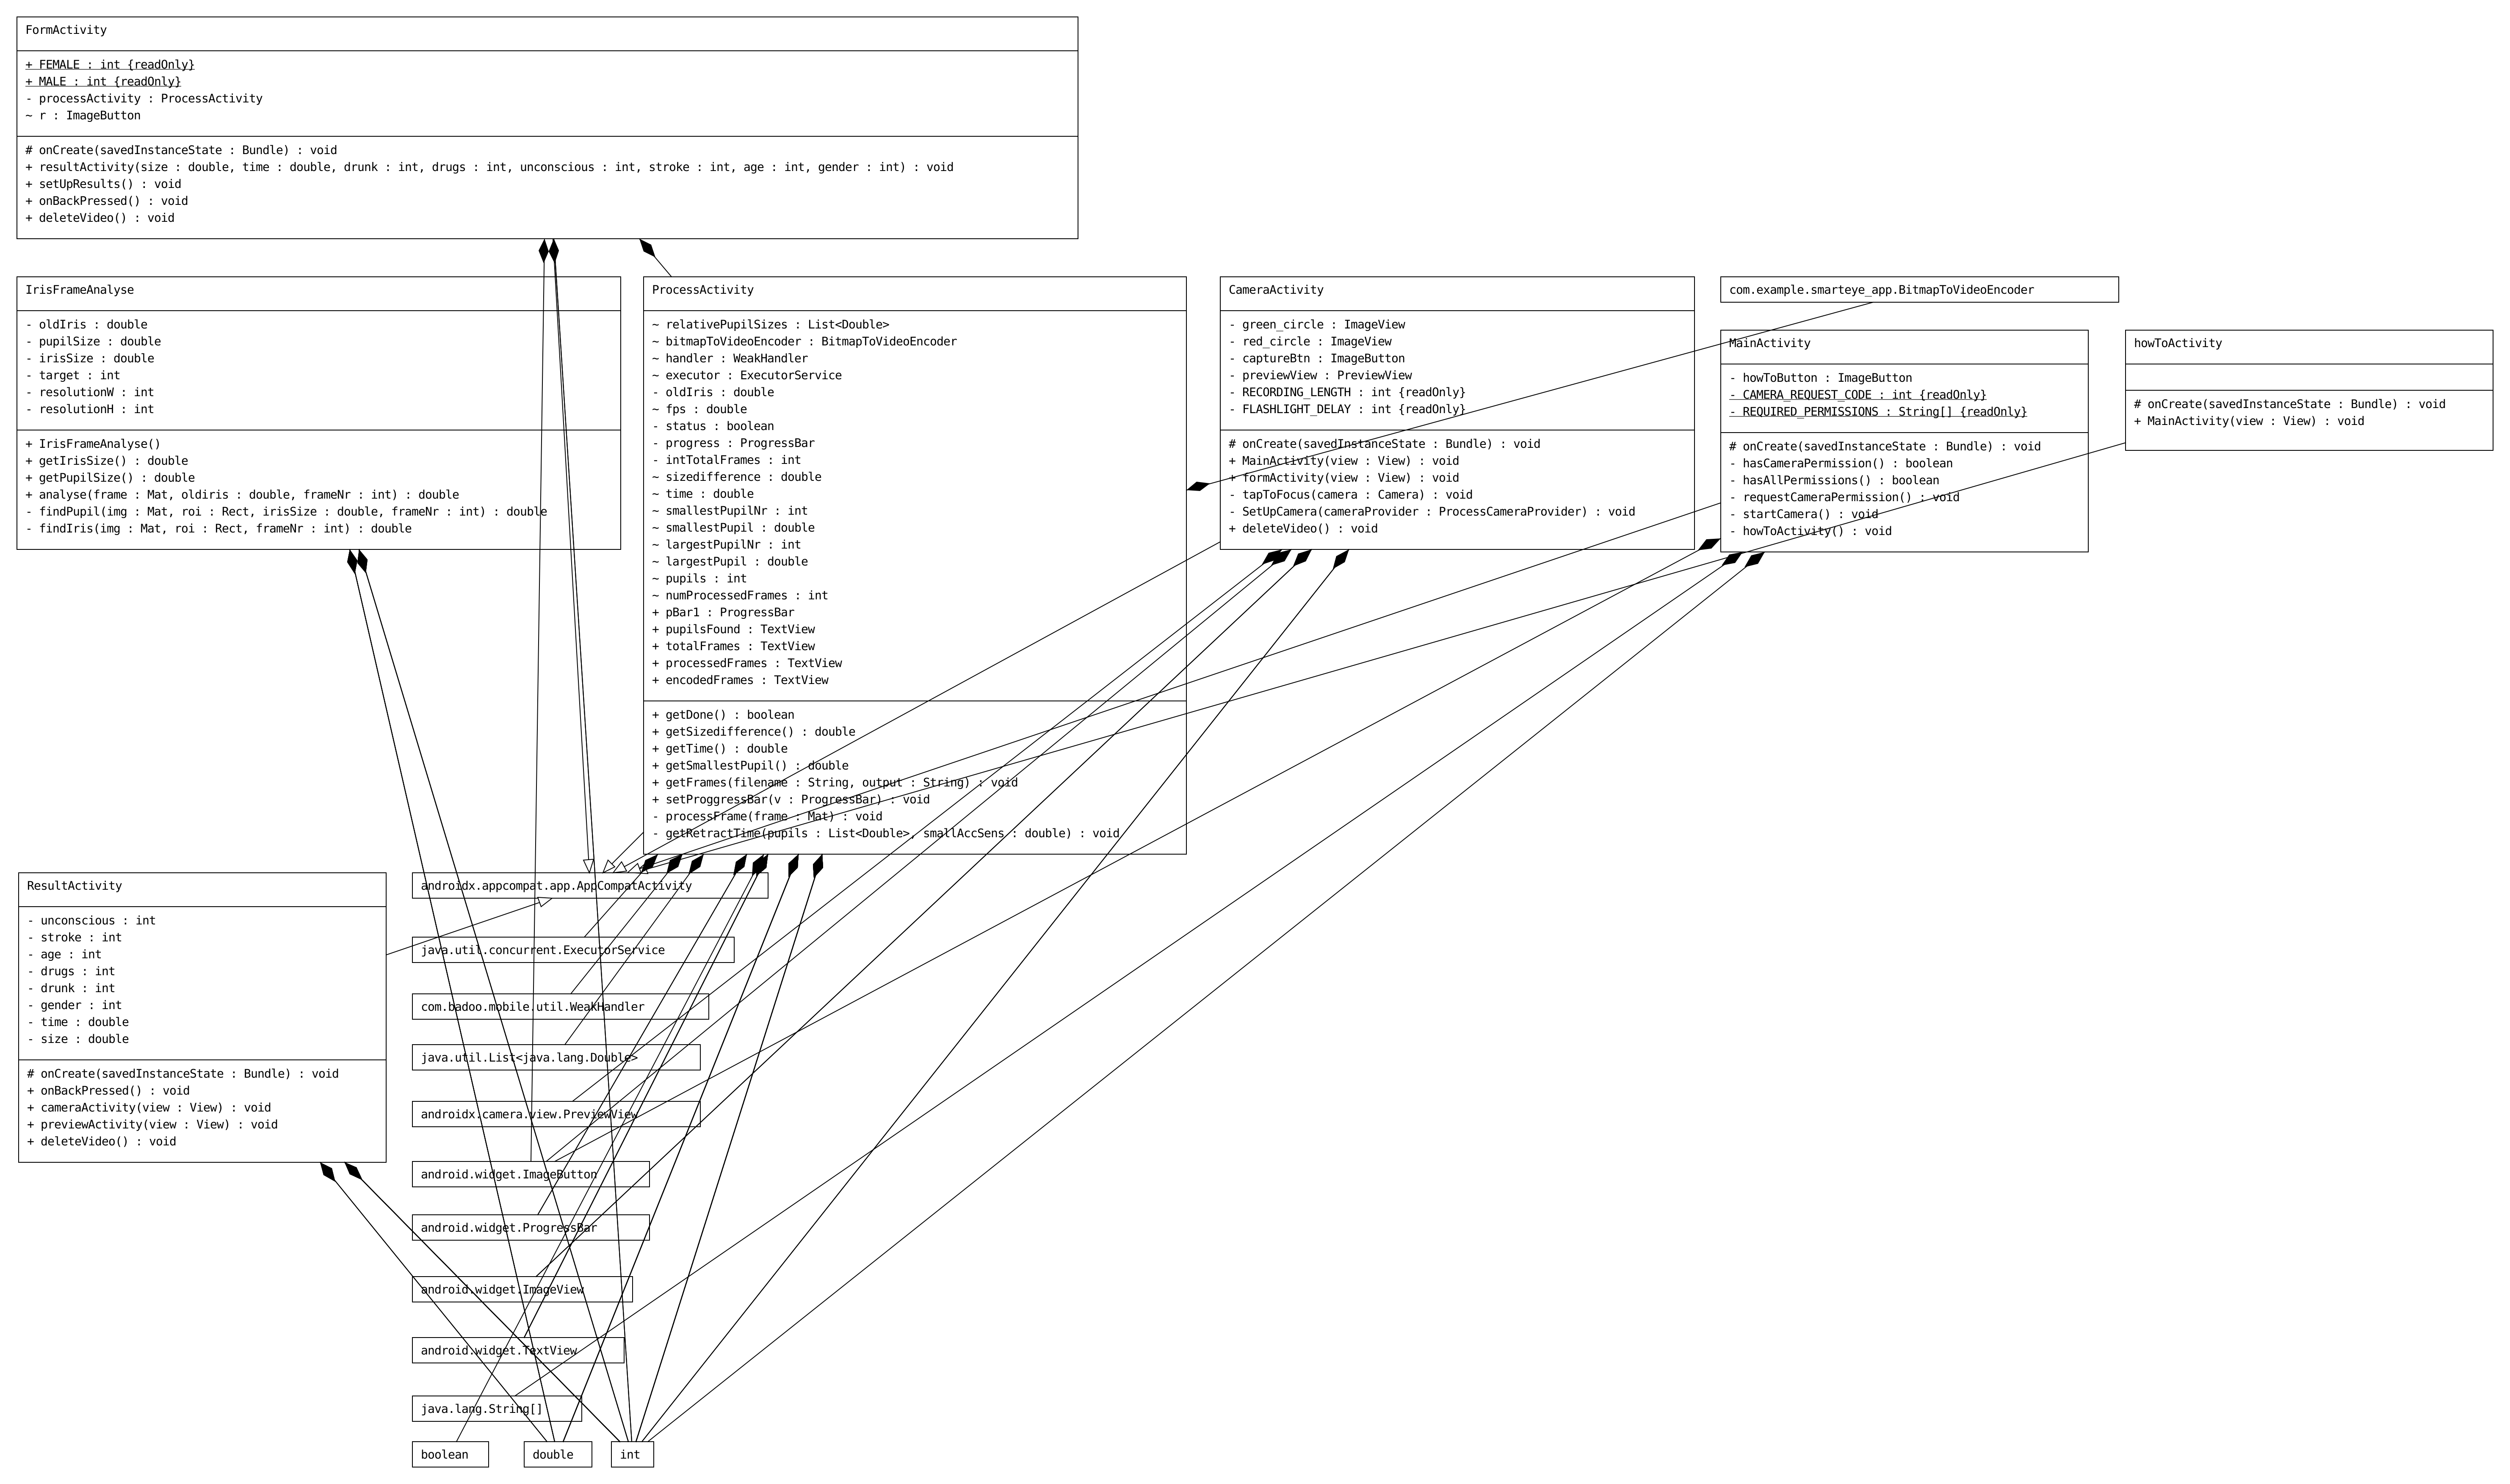 FormActivity
+ FEMALE : int {readOnly}
+ MALE : int {readOnly}
- processActivity : ProcessActivity
~ r : ImageButton
# onCreate(savedInstanceState : Bundle) : void
+ resultActivity(size : double, time : double, drunk : int, drugs : int, unconscious : int, stroke : int, age : int, gender : int) : void
+ setUpResults() : void
+ onBackPressed() : void
+ deleteVideo() : void
IrisFrameAnalyse
- oldIris : double
- pupilSize : double
- irisSize : double
- target : int
- resolutionW : int
- resolutionH : int
+ IrisFrameAnalyse()
+ getIrisSize() : double
+ getPupilSize() : double
+ analyse(frame : Mat, oldiris : double, frameNr : int) : double
- findPupil(img : Mat, roi : Rect, irisSize : double, frameNr : int) : double
- findIris(img : Mat, roi : Rect, frameNr : int) : double
ProcessActivity
~ relativePupilSizes : List<Double>
~ bitmapToVideoEncoder : BitmapToVideoEncoder
~ handler : WeakHandler
~ executor : ExecutorService
- oldIris : double
~ fps : double
- status : boolean
- progress : ProgressBar
- intTotalFrames : int
~ sizedifference : double
~ time : double
~ smallestPupilNr : int
~ smallestPupil : double
~ largestPupilNr : int
~ largestPupil : double
~ pupils : int
~ numProcessedFrames : int
+ pBar1 : ProgressBar
+ pupilsFound : TextView
+ totalFrames : TextView
+ processedFrames : TextView
+ encodedFrames : TextView
+ getDone() : boolean
+ getSizedifference() : double
+ getTime() : double
+ getSmallestPupil() : double
+ getFrames(filename : String, output : String) : void
+ setProggressBar(v : ProgressBar) : void
- processFrame(frame : Mat) : void
- getRetractTime(pupils : List<Double>, smallAccSens : double) : void
CameraActivity
- green_circle : ImageView
- red_circle : ImageView
- captureBtn : ImageButton
- previewView : PreviewView
- RECORDING_LENGTH : int {readOnly}
- FLASHLIGHT_DELAY : int {readOnly}
# onCreate(savedInstanceState : Bundle) : void
+ MainActivity(view : View) : void
+ formActivity(view : View) : void
- tapToFocus(camera : Camera) : void
- SetUpCamera(cameraProvider : ProcessCameraProvider) : void
+ deleteVideo() : void
com.example.smarteye_app.BitmapToVideoEncoder
MainActivity
- howToButton : ImageButton
- CAMERA_REQUEST_CODE : int {readOnly}
- REQUIRED_PERMISSIONS : String[] {readOnly}
# onCreate(savedInstanceState : Bundle) : void
- hasCameraPermission() : boolean
- hasAllPermissions() : boolean
- requestCameraPermission() : void
- startCamera() : void
- howToActivity() : void
howToActivity
# onCreate(savedInstanceState : Bundle) : void
+ MainActivity(view : View) : void
ResultActivity
- unconscious : int
- stroke : int
- age : int
- drugs : int
- drunk : int
- gender : int
- time : double
- size : double
# onCreate(savedInstanceState : Bundle) : void
+ onBackPressed() : void
+ cameraActivity(view : View) : void
+ previewActivity(view : View) : void
+ deleteVideo() : void
androidx.appcompat.app.AppCompatActivity
java.util.concurrent.ExecutorService
com.badoo.mobile.util.WeakHandler
java.util.List<java.lang.Double>
androidx.camera.view.PreviewView
android.widget.ImageButton
android.widget.ProgressBar
android.widget.ImageView
android.widget.TextView
java.lang.String[]
boolean
double
int